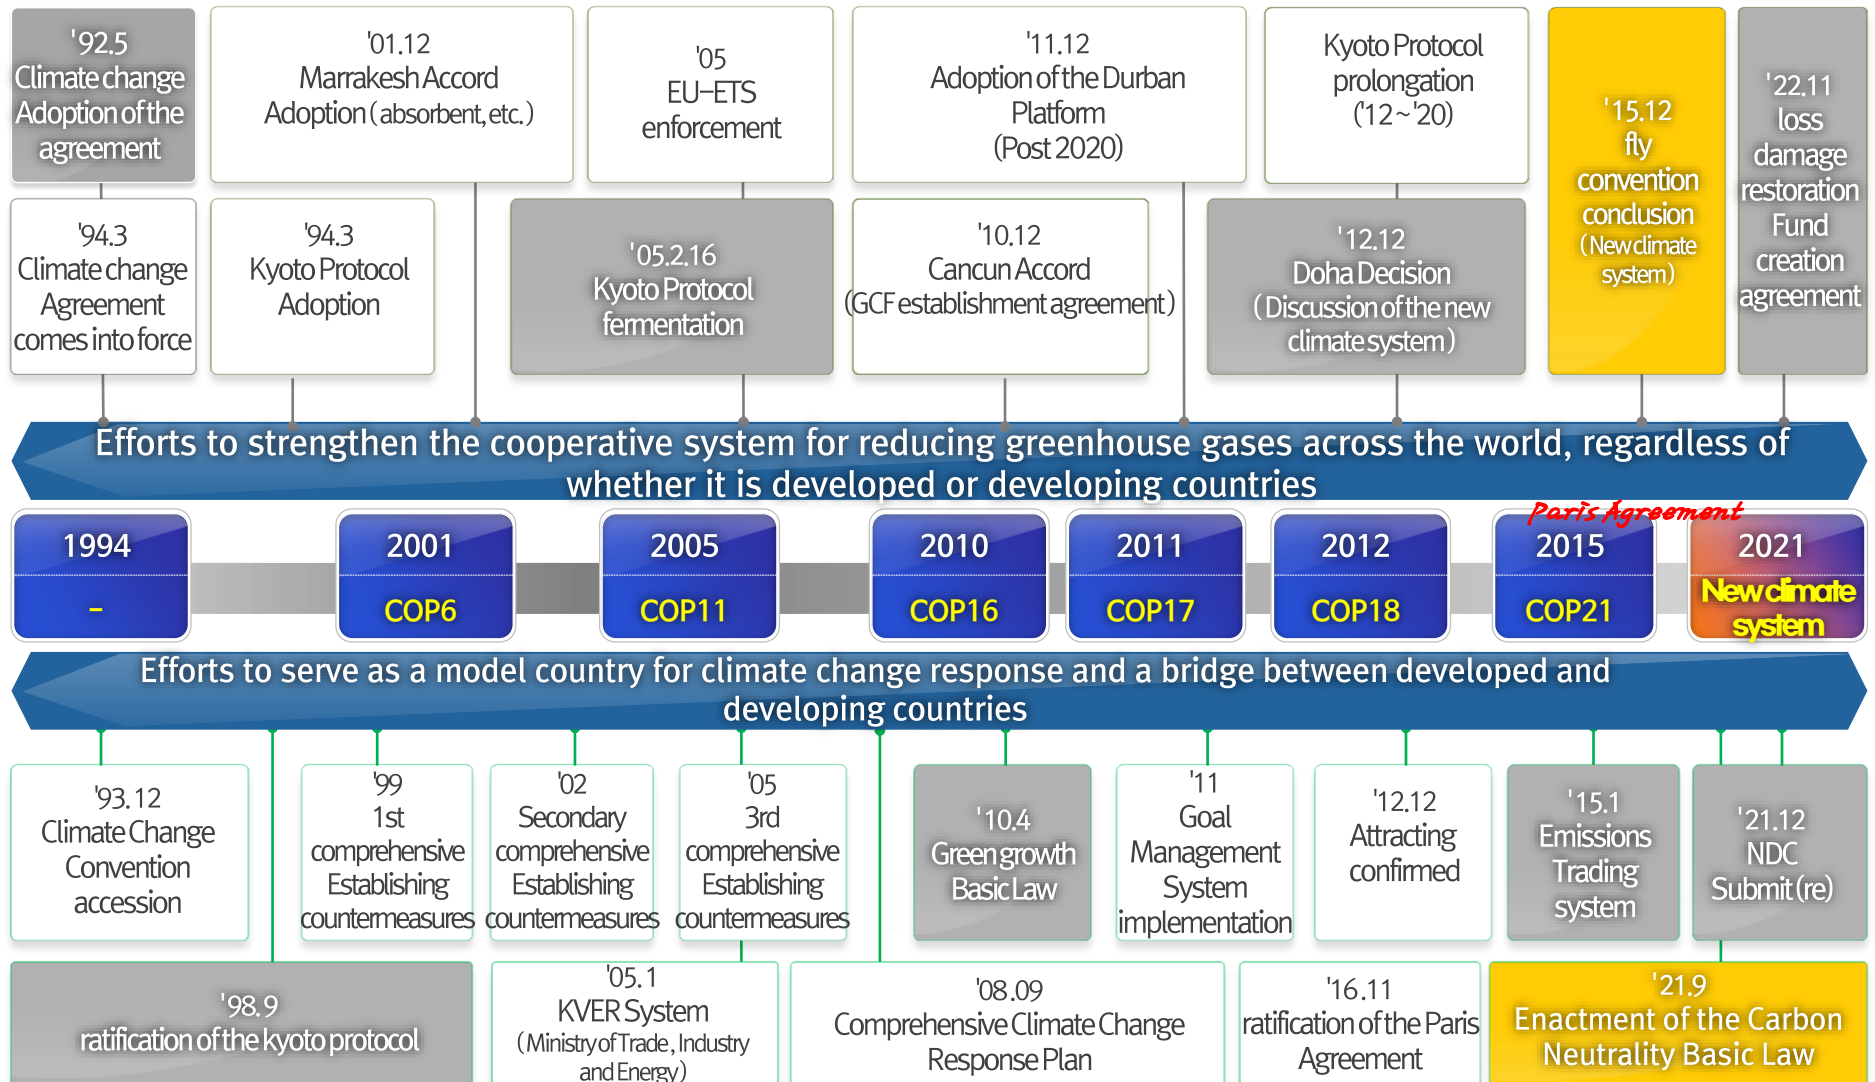 '92.5
Climate change
Adoption of the
agreement
'01.12
Marrakesh Accord
Adoption (absorbent, etc.)
'05
EU-ETS
enforcement
'11.12
Adoption of the Durban
Platform
(Post 2020)
Kyoto Protocol
prolongation
('12~'20)
'15.12
fly
convention
conclusion
(New climate
system)
'22.11
loss
damage
restoration
Fund
creation
agreement
'94.3
Climate change
Agreement
comes into force
'94.3
Kyoto Protocol
Adoption
'05.2.16
Kyoto Protocol
fermentation
'10.12
Cancun Accord
(GCF establishment agreement)
'12.12
Doha Decision
(Discussion of the new
climate system)
Efforts to strengthen the cooperative system for reducing greenhouse gases across the world, regardless of
whether it is developed or developing countries
Paris Agreement
1994
–
2001
COP6
2005
COP11
2010
COP16
2011
COP17
2012
COP18
2015
COP21
2021
New climate
system
Efforts to serve as a model country for climate change response and a bridge between developed and
developing countries
'93.12
Climate Change
Convention
accession
'99
1st
comprehensive
Establishing
countermeasures
'02
Secondary
comprehensive
Establishing
countermeasures
'05
3rd
comprehensive
Establishing
countermeasures
'10.4
Green growth
Basic Law
'11
Goal
Management
System
implementation
'12.12
Attracting
confirmed
'15.1
Emissions
Trading
system
'21.12
NDC
Submit (re)
'98.9
ratification of the kyoto protocol
'05.1
KVER System
(Ministry of Trade, Industry
and Energy)
'08.09
Comprehensive Climate Change
Response Plan
'16.11
ratification of the Paris
Agreement
'21.9
Enactment of the Carbon
Neutrality Basic Law